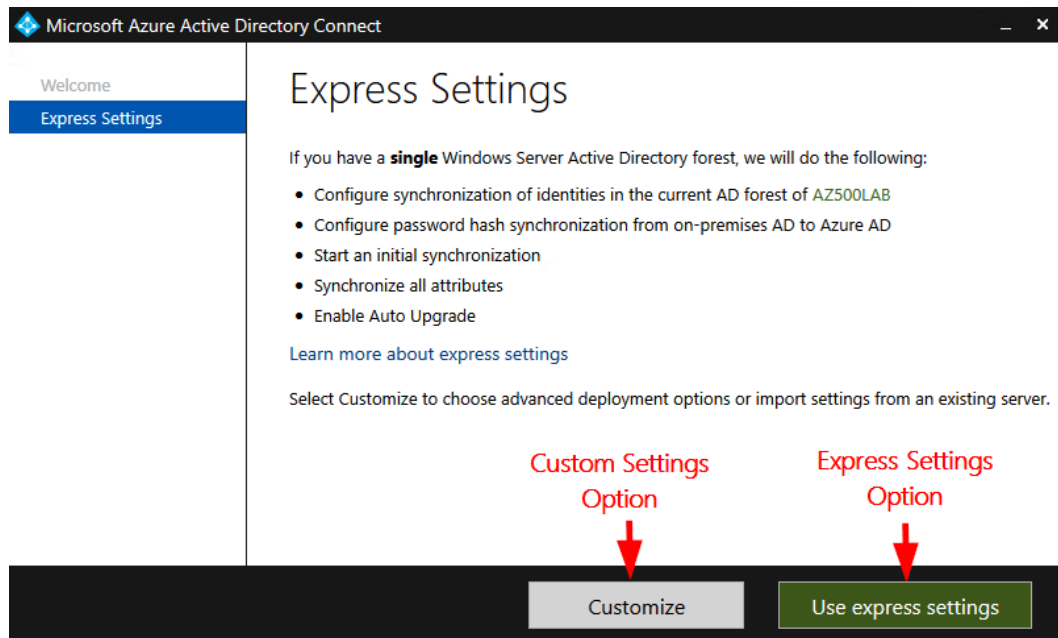 Microsoft Azure Active Directory Connect
Welcome
Express Settings
Express Settings
If you have a single Windows Server Active Directory forest, we will do the following:
• Configure synchronization of identities in the current AD forest of AZ500LAB
• Configure password hash synchronization from on-premises AD to Azure AD
• Start an initial synchronization
• Synchronize all attributes
• Enable Auto Upgrade
Learn more about express settings
Select Customize to choose advanced deployment options or import settings from an existing server.
Custom Settings
Option
Express Settings
Option
Customize
Use express settings